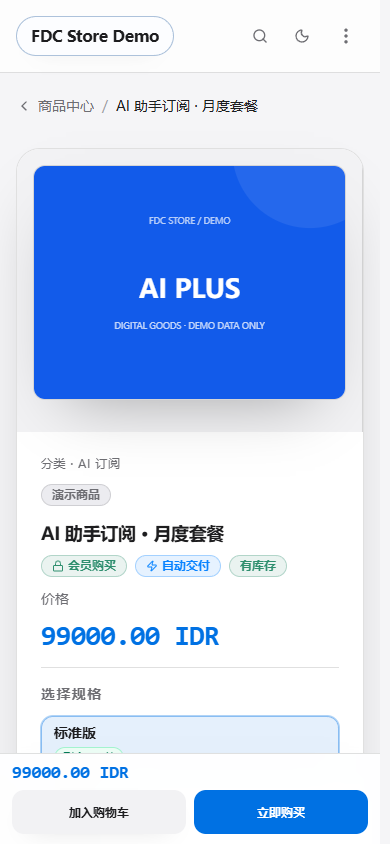 FDC Store Demo
商品中心 / AI 助手订阅 · 月度套餐
FDC STORE / DEMO
AI PLUS
DIGITAL GOODS · DEMO DATA ONLY
分类 · AI 订阅
演示商品
AI 助手订阅 · 月度套餐
会员购买 自动交付 有库存
价格
99000.00 IDR
选择规格
标准版
99000.00 IDR
加入购物车 立即购买